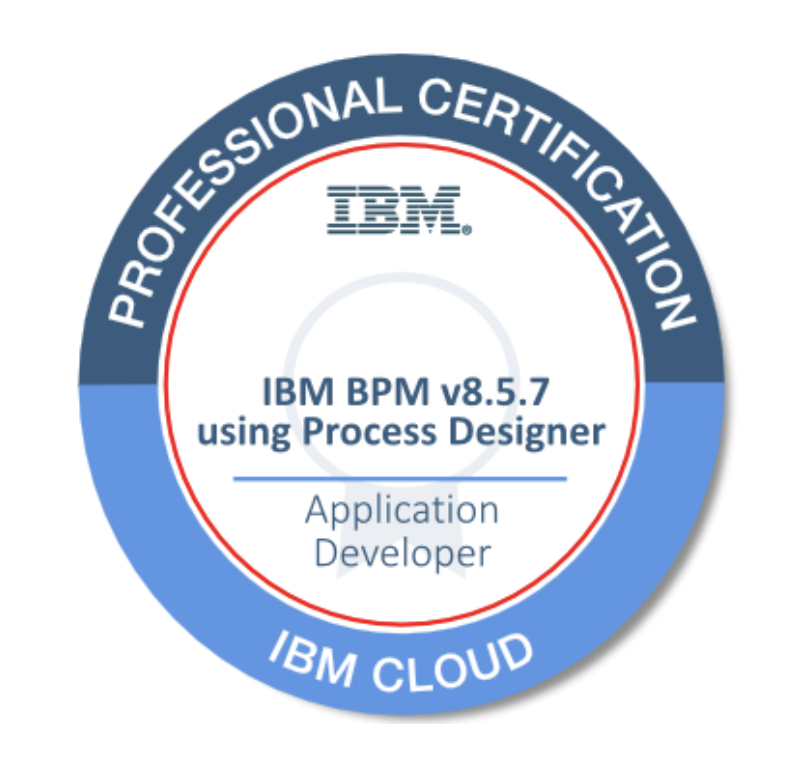 PROFESSIONAL CERTIFICATION
IBM®
IBM BPM v8.5.7
using Process Designer
Application
Developer
IBM CLOUD